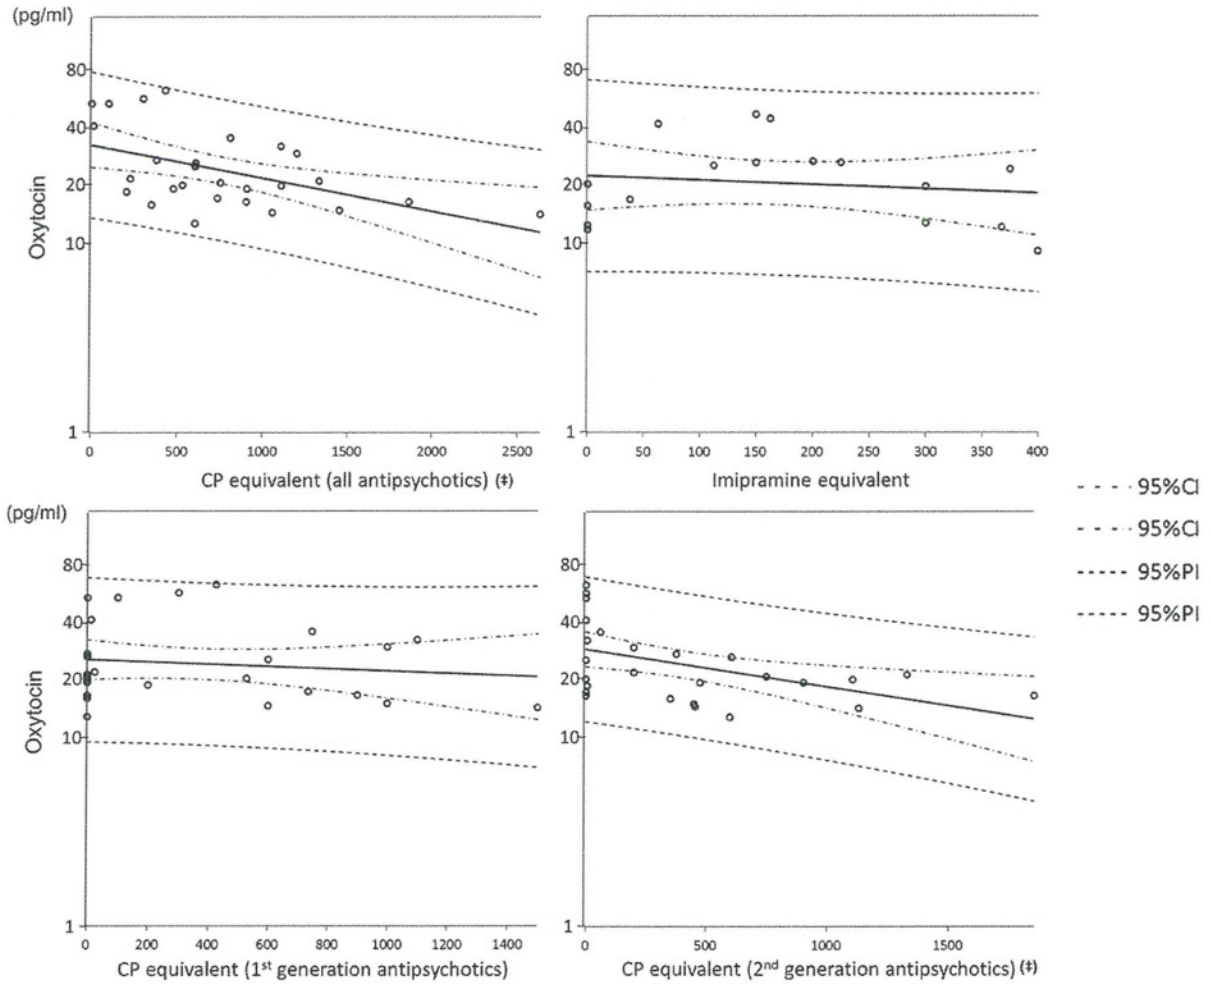 (pg/ml)
80
40
20
10
1
Oxytocin
0 500 1000 1500 2000 2500
CP equivalent (all antipsychotics) (‡)
80
40
20
10
1
0 50 100 150 200 250 300 350 400
Imipramine equivalent
95%CI
95%CI
95%PI
95%PI
(pg/ml)
80
40
20
10
1
Oxytocin
0 200 400 600 800 1000 1200 1400
CP equivalent (1st generation antipsychotics)
80
40
20
10
1
0 500 1000 1500
CP equivalent (2nd generation antipsychotics) (‡)